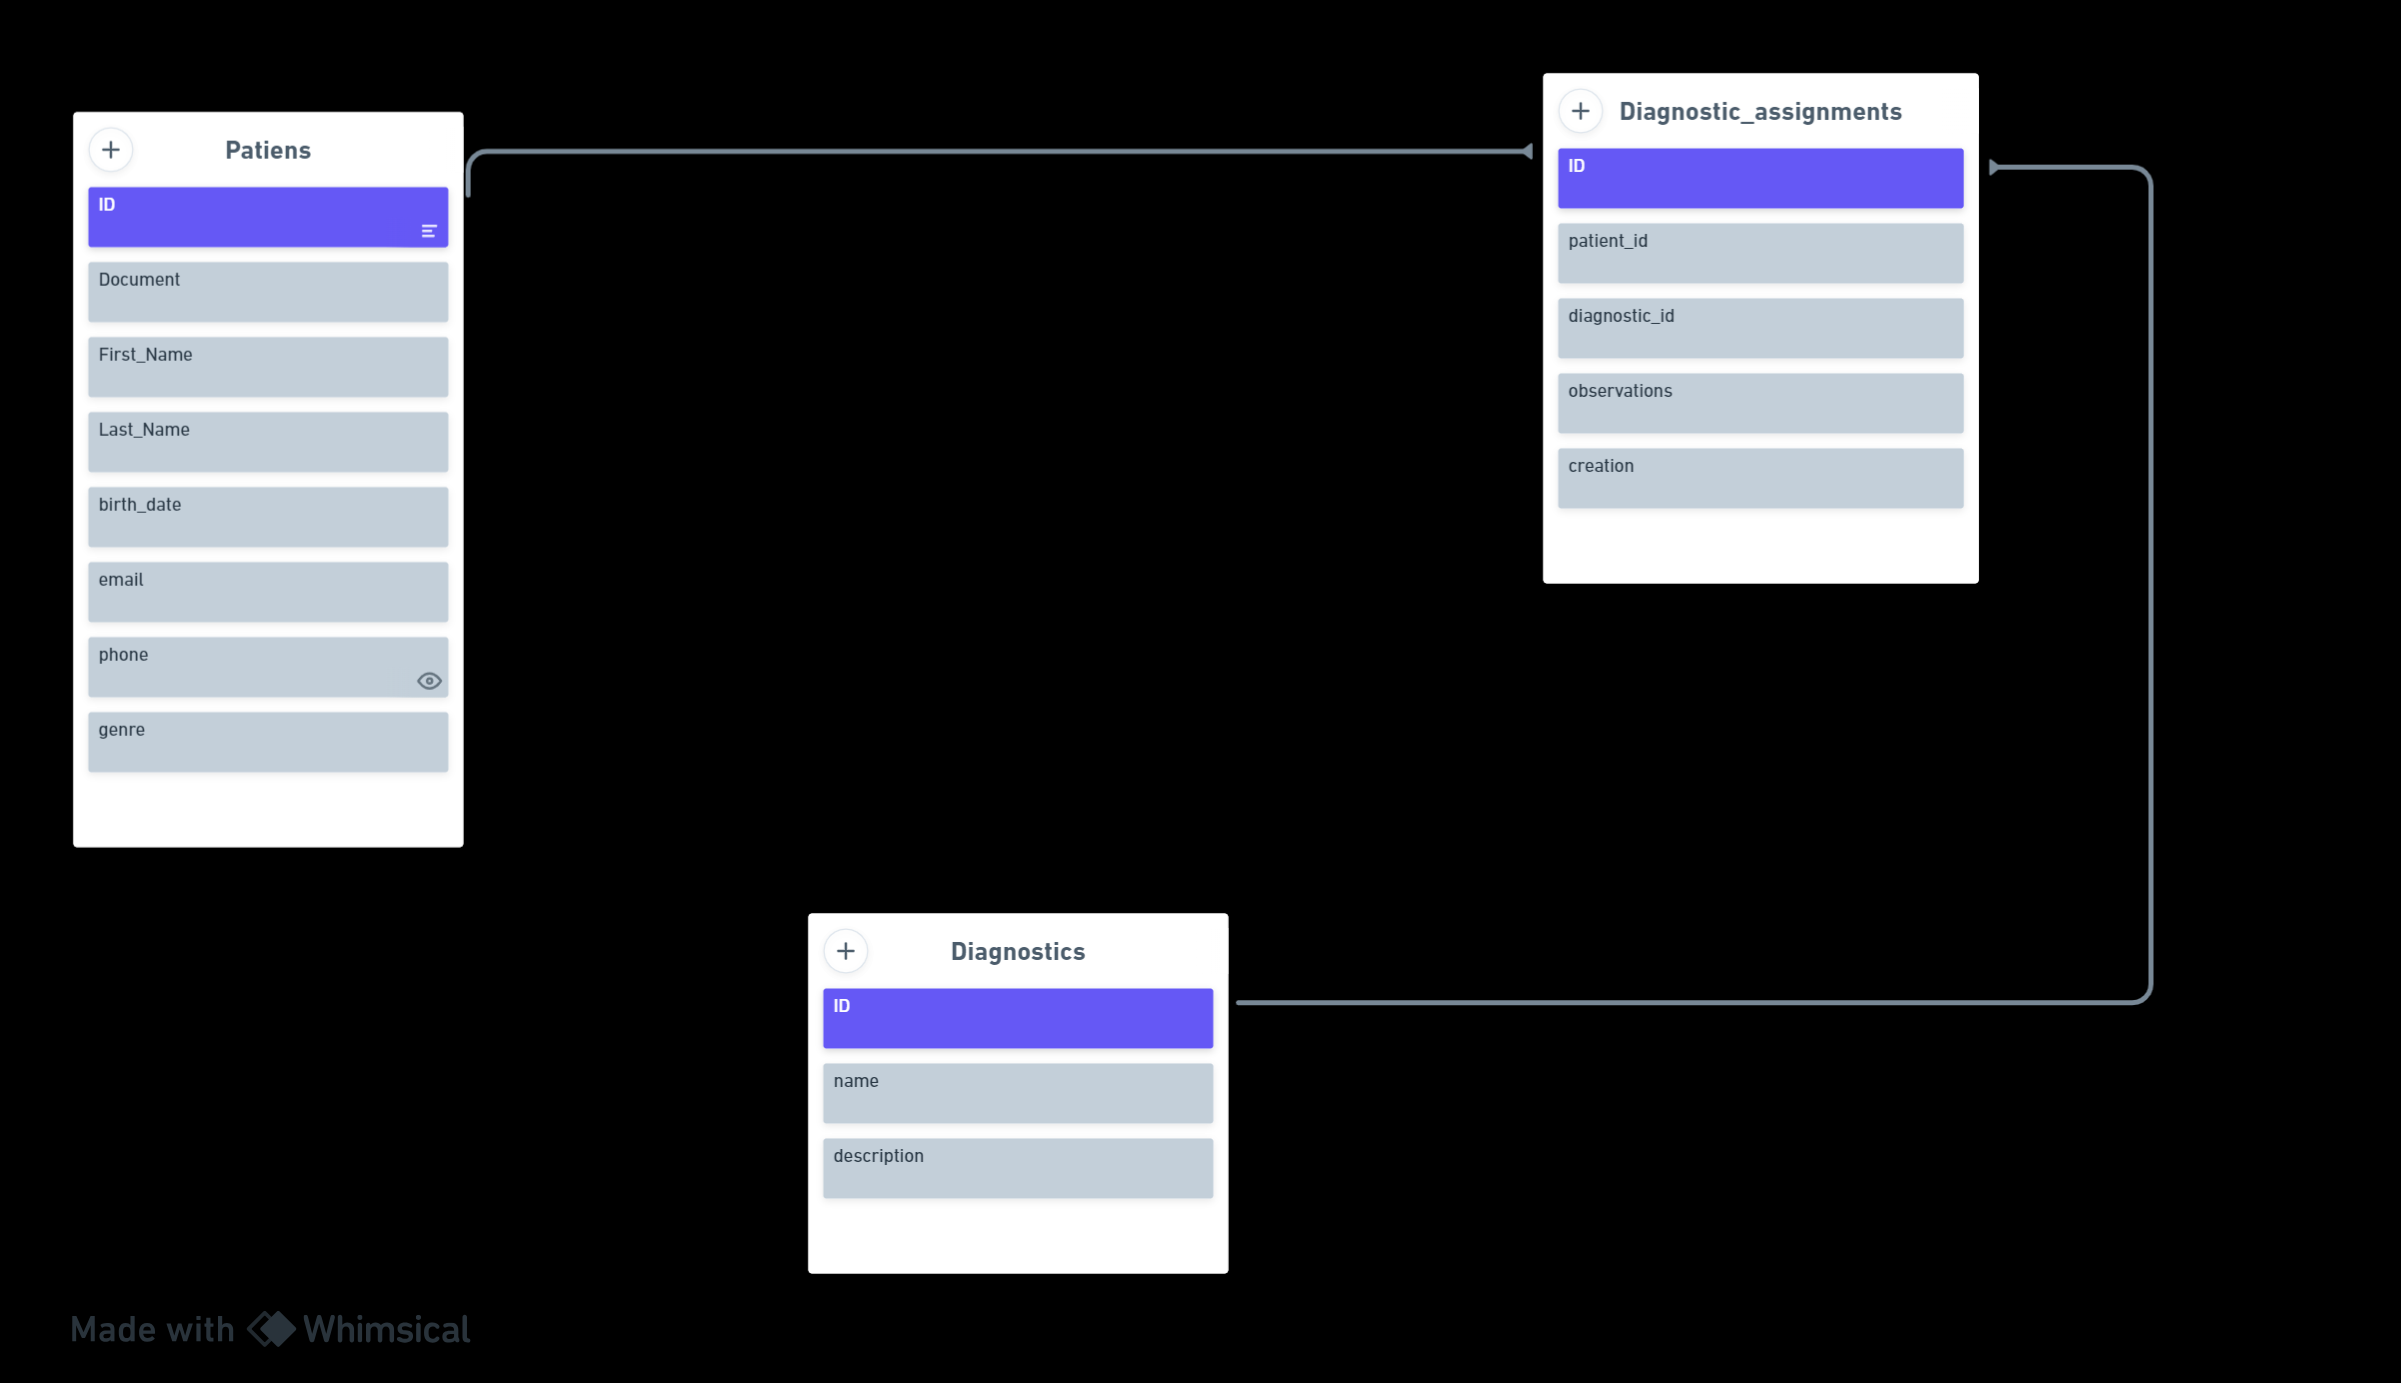 Patiens
ID
Document
First_Name
Last_Name
birth_date
email
phone
genre
Diagnostic_assignments
ID
patient_id
diagnostic_id
observations
creation
Diagnostics
ID
name
description
Made with Whimsical